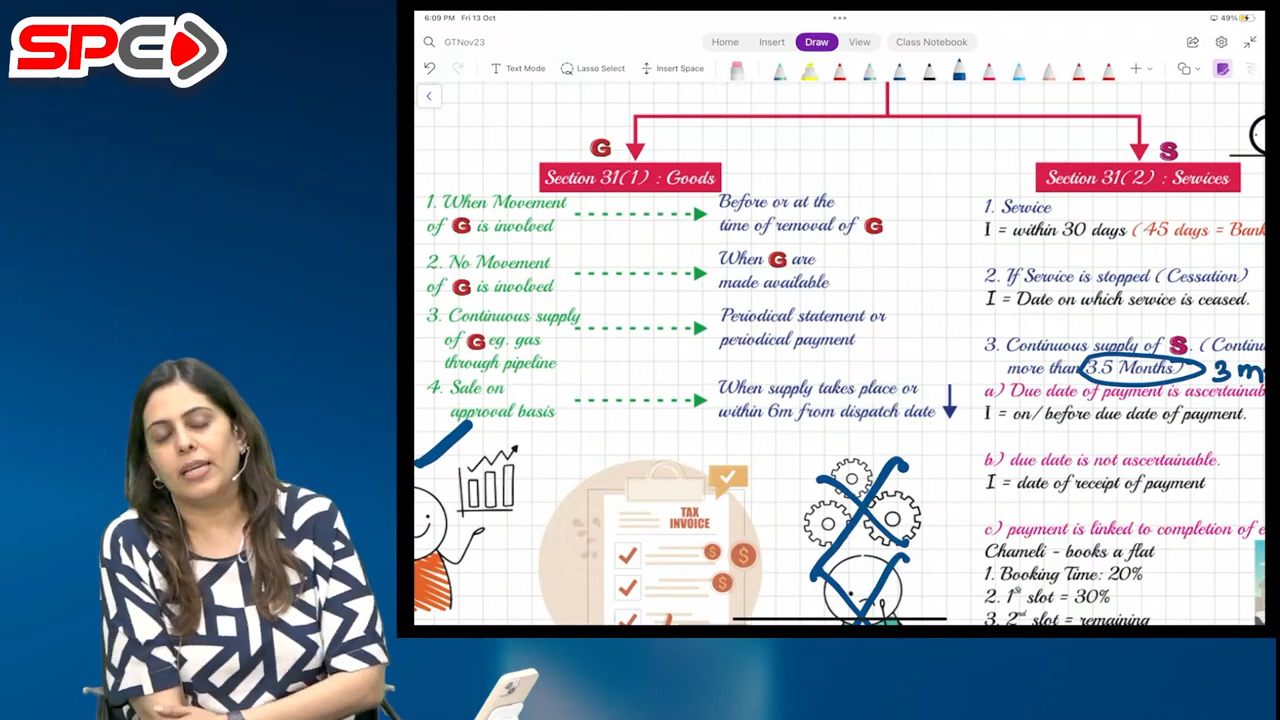 SPC
6:09 PM Fri 13 Oct
49%
GTNov23
Home Insert Draw View Class Notebook
Text Mode Lasso Select Insert Space
G
Section 31(1) : Goods
1. When Movement
of G is involved
Before or at the
time of removal of G
2. No Movement
of G is involved
When G are
made available
3. Continuous supply
of G eg. gas
through pipeline
Periodical statement or
periodical payment
4. Sale on
approval basis
When supply takes place or
within 6m from dispatch date
TAX
INVOICE
S
Section 31(2) : Services
1. Service
I = within 30 days ( 45 days = Bank
2. If Service is stopped ( Cessation)
I = Date on which service is ceased.
3. Continuous supply of S. ( Contin
more than 3.5 Months) 3 m
a) Due date of payment is ascertainab
I = on/ before due date of payment.
b) due date is not ascertainable.
I = date of receipt of payment
c) payment is linked to completion of e
Chameli - books a flat
1. Booking Time: 20%
2. 1st slot = 30%
3. 2nd slot = remaining